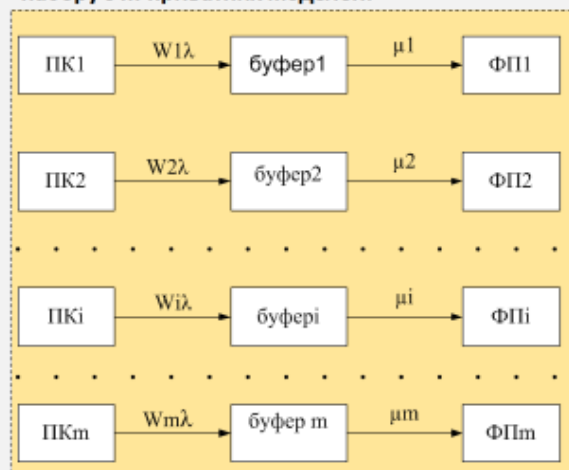 W1λ μ1
ПК1 буфер1 ФП1
W2λ μ2
ПК2 буфер2 ФП2
Wiλ μi
ПКi буферi ФПi
Wmλ μm
ПКm буфер m ФПm